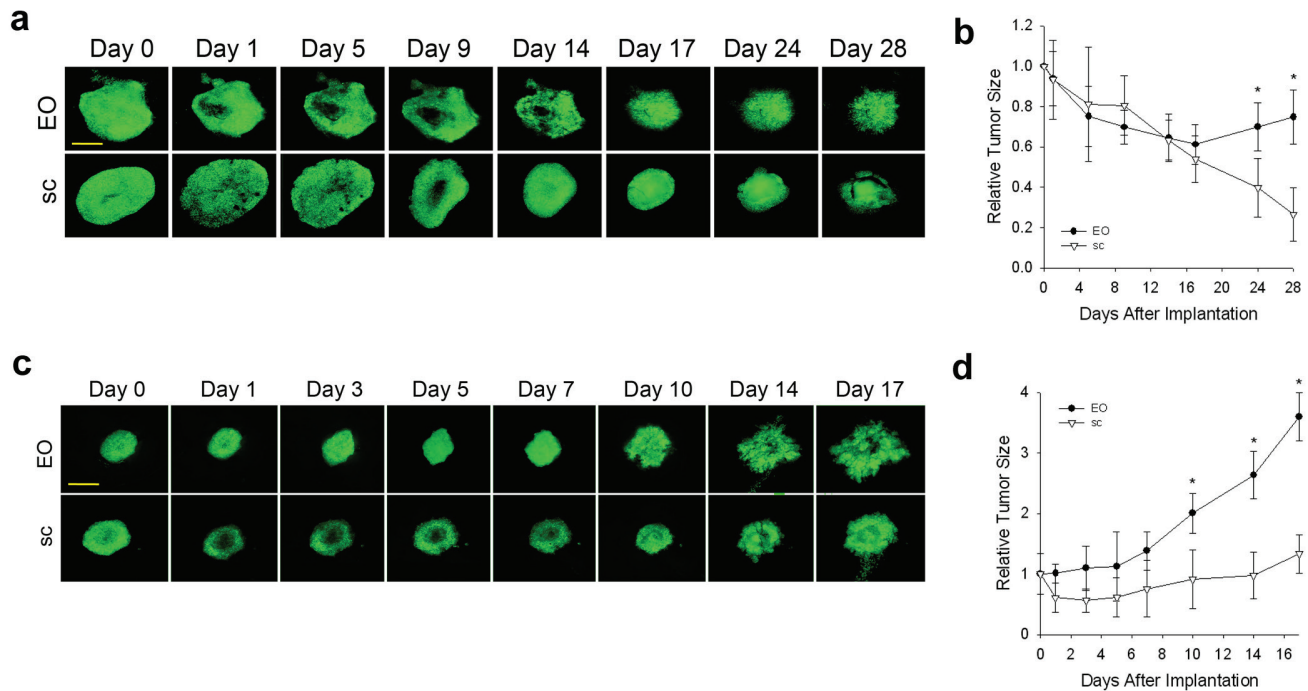 a
Day 0 Day 1 Day 5 Day 9 Day 14 Day 17 Day 24 Day 28
EO
sc
b
1.2
1.0
0.8
0.6
0.4
0.2
0.0
Relative Tumor Size
* *
EO
sc
0 4 8 12 16 20 24 28
Days After Implantation
c
Day 0 Day 1 Day 3 Day 5 Day 7 Day 10 Day 14 Day 17
EO
sc
d
4
3
2
1
0
Relative Tumor Size
EO
sc
* * *
0 2 4 6 8 10 12 14 16
Days After Implantation